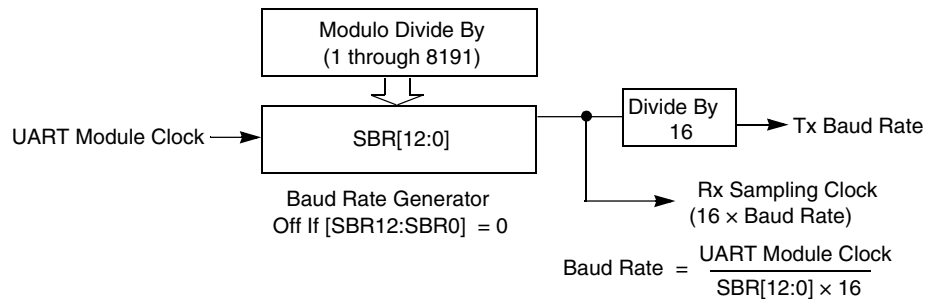 Modulo Divide By
(1 through 8191)
UART Module Clock
SBR[12:0]
Divide By
16
Tx Baud Rate
Baud Rate Generator
Off If [SBR12:SBR0] = 0
Rx Sampling Clock
(16 × Baud Rate)
Baud Rate = UART Module Clock
SBR[12:0] × 16